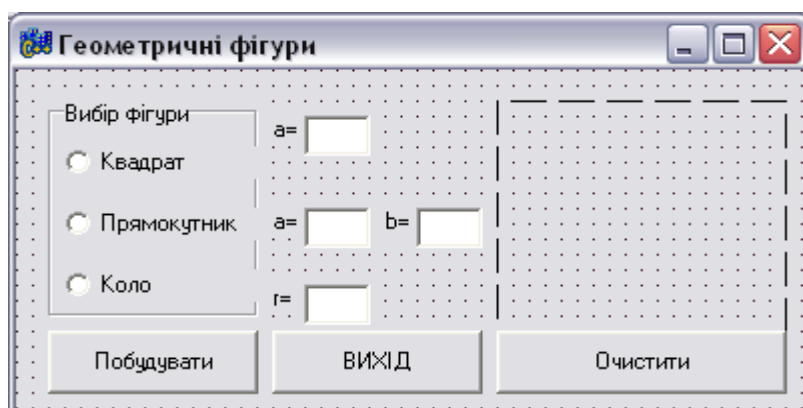 Геометричні фігури
Вибір фігури
a=
Квадрат
Прямокутник
a=
b=
Коло
r=
Побудувати
ВИХІД
Очистити